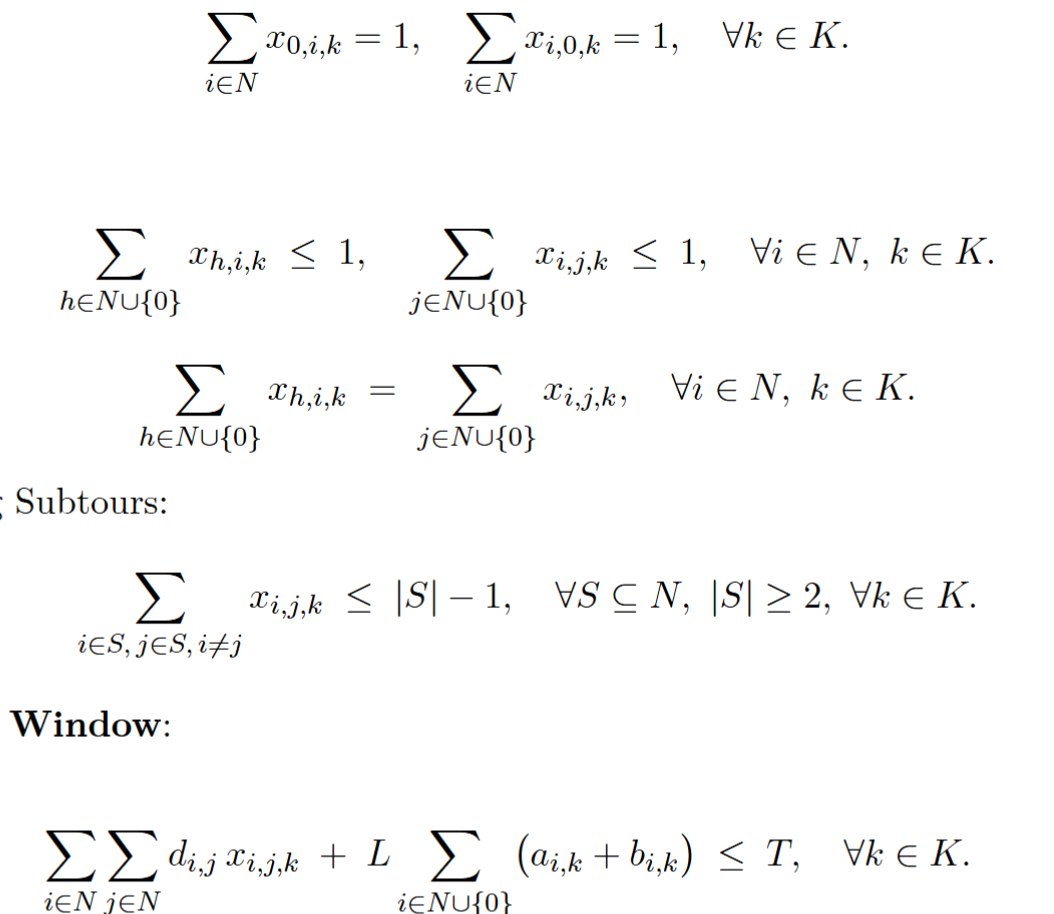 ∑_{i∈N} x_{0,i,k} = 1, ∑_{i∈N} x_{i,0,k} = 1, ∀k ∈ K.
∑_{h∈N∪{0}} x_{h,i,k} ≤ 1, ∑_{j∈N∪{0}} x_{i,j,k} ≤ 1, ∀i ∈ N, k ∈ K.
∑_{h∈N∪{0}} x_{h,i,k} = ∑_{j∈N∪{0}} x_{i,j,k}, ∀i ∈ N, k ∈ K.
Subtours:
∑_{i∈S, j∈S, i≠j} x_{i,j,k} ≤ |S| − 1, ∀S ⊆ N, |S| ≥ 2, ∀k ∈ K.
Window:
∑_{i∈N} ∑_{j∈N} d_{i,j} x_{i,j,k} + L ∑_{i∈N∪{0}} (a_{i,k} + b_{i,k}) ≤ T, ∀k ∈ K.